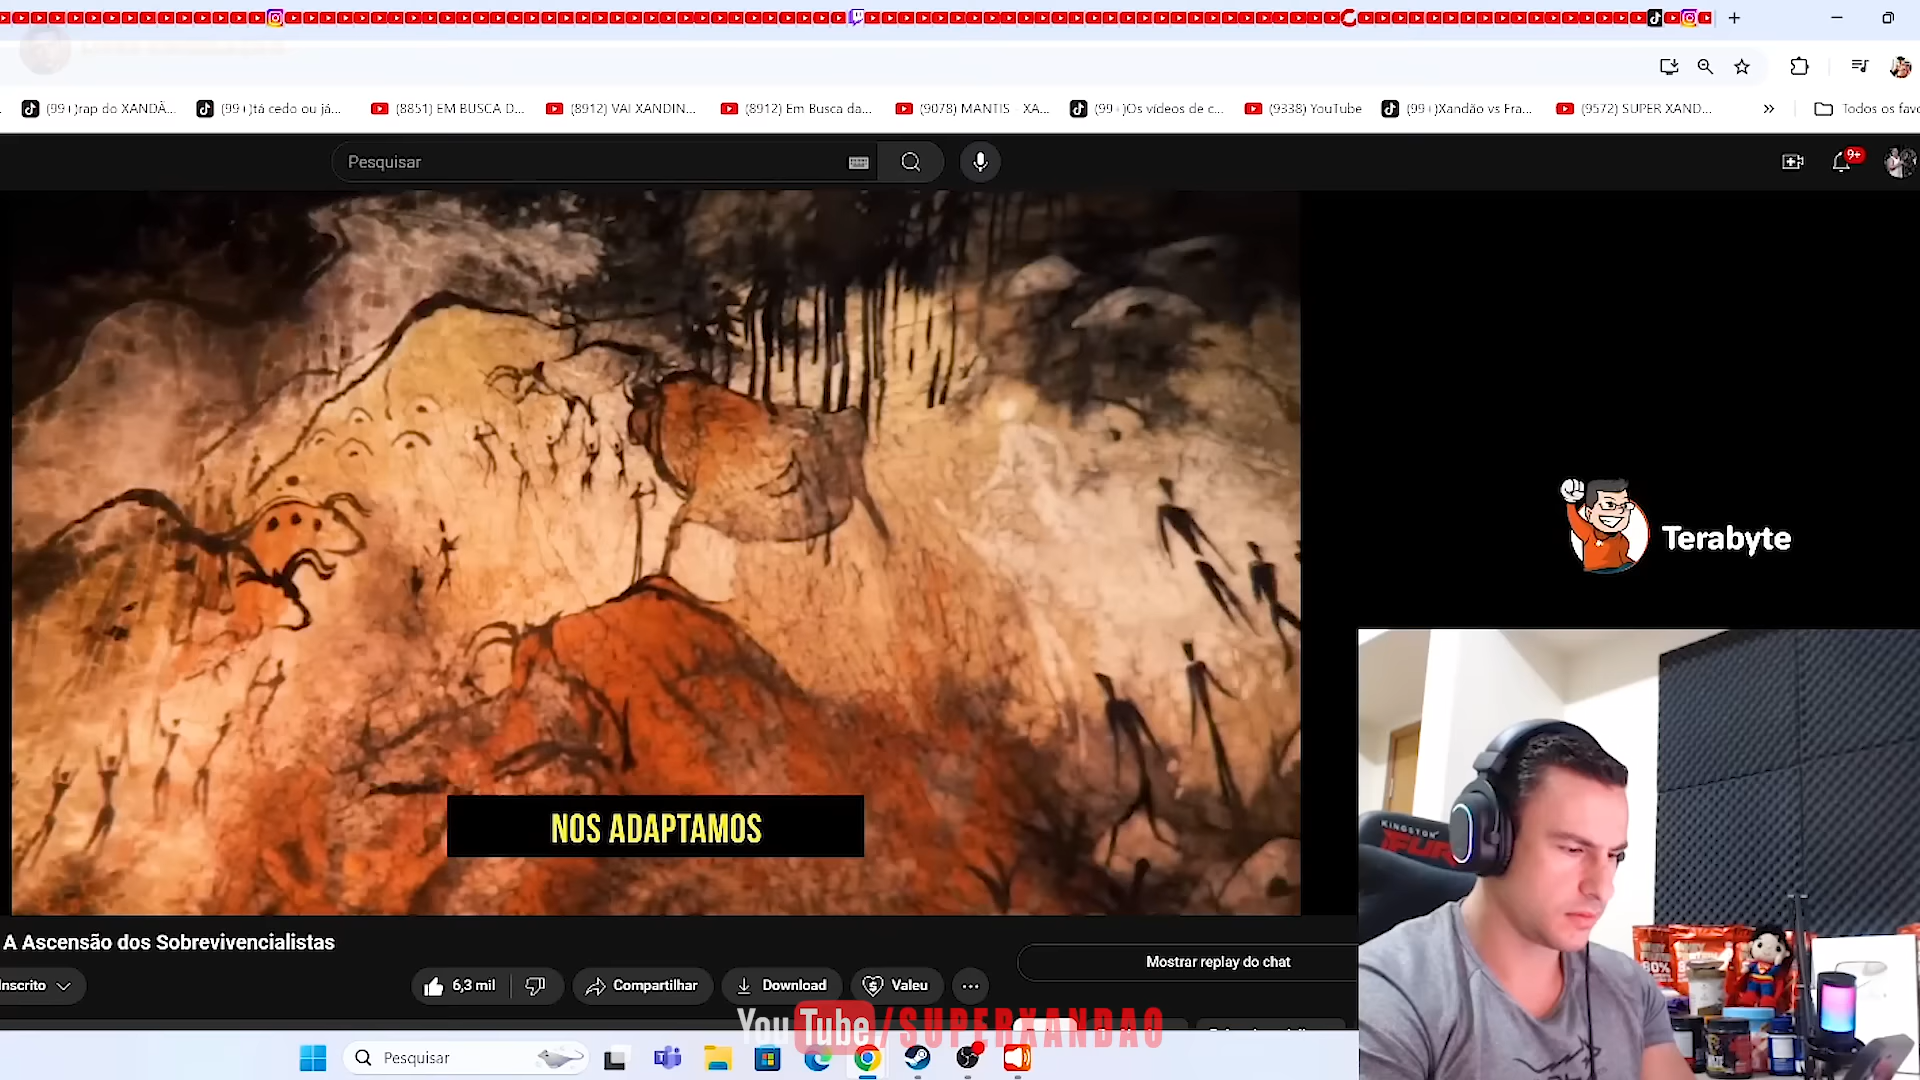 (99+)rap do XANDÃ...
(99+)tá cedo ou já...
(8851) EM BUSCA D...
(8912) VAI XANDIN...
(8912) Em Busca da...
(9078) MANTIS - XA...
(99+)Os vídeos de c...
(9338) YouTube
(99+)Xandão vs Fra...
(9572) SUPER XAND...
Todos os favo
Pesquisar
9+
Terabyte
NOS ADAPTAMOS
KINGSTON
FURY
A Ascensão dos Sobrevivencialistas
Mostrar replay do chat
Inscrito
6,3 mil
Compartilhar
Download
Valeu
YouTube/SUPERXANDAO
Pesquisar